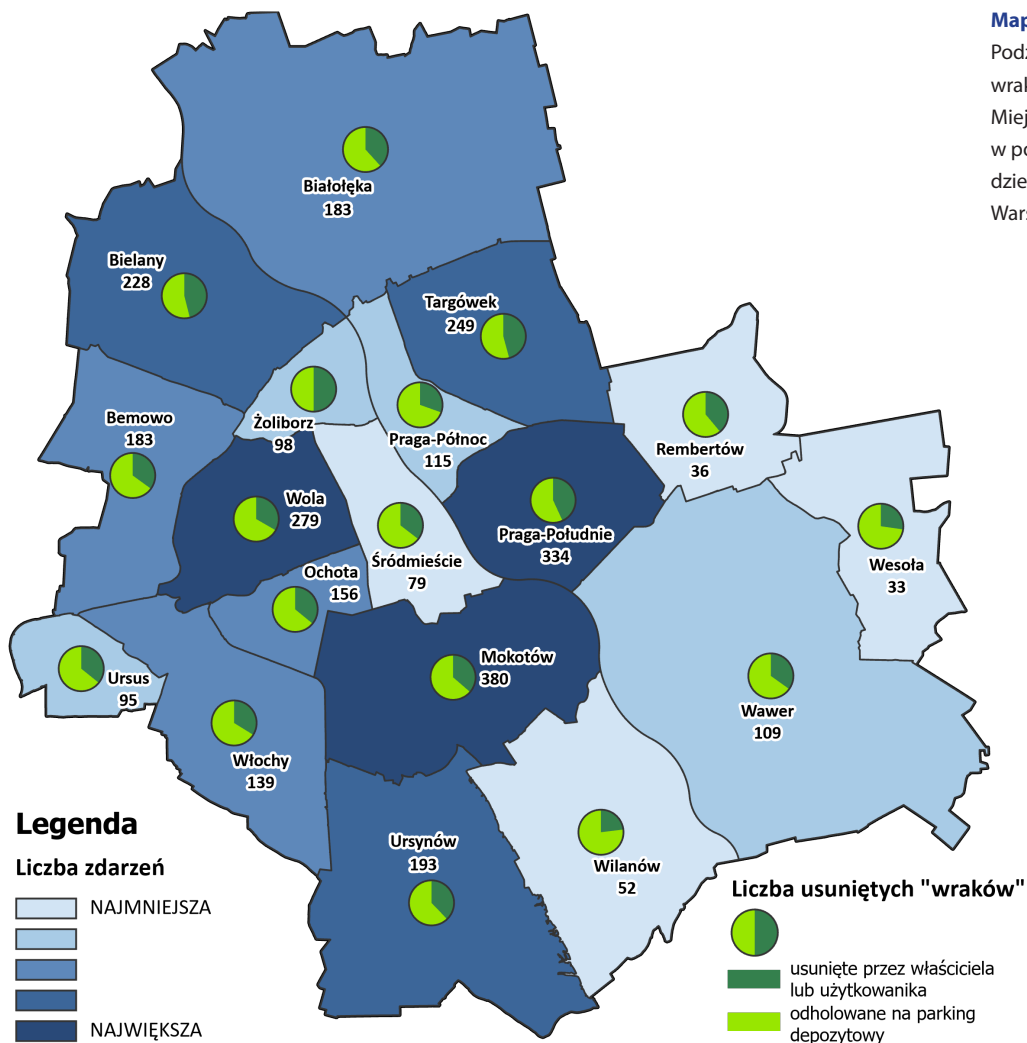 Map
Podz
wrak
Miej
w po
dzie
Wars
Białołęka
183
Bielany
228
Targówek
249
Bemowo
183
Żoliborz
98
Praga-Północ
115
Rembertów
36
Wola
279
Praga-Południe
334
Śródmieście
79
Wesoła
33
Ochota
156
Ursus
95
Mokotów
380
Wawer
109
Włochy
139
Ursynów
193
Wilanów
52
Legenda
Liczba zdarzeń
NAJMNIEJSZA
NAJWIĘKSZA
Liczba usuniętych "wraków"
usunięte przez właściciela
lub użytkowanika
odholowane na parking
depozytowy